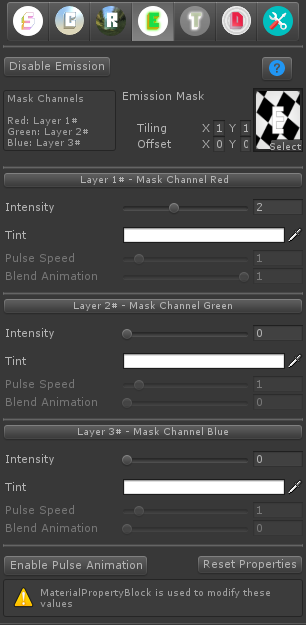 S C R E T D
Disable Emission ?
Mask Channels
Red: Layer 1#
Green: Layer 2#
Blue: Layer 3#
Emission Mask
Tiling X 1 Y 1
Offset X 0 Y 0
E
Select
Layer 1# - Mask Channel Red
Intensity 2
Tint
Pulse Speed 1
Blend Animation 1
Layer 2# - Mask Channel Green
Intensity 0
Tint
Pulse Speed 1
Blend Animation 0
Layer 3# - Mask Channel Blue
Intensity 0
Tint
Pulse Speed 1
Blend Animation 0
Enable Pulse Animation Reset Properties
MaterialPropertyBlock is used to modify these
values